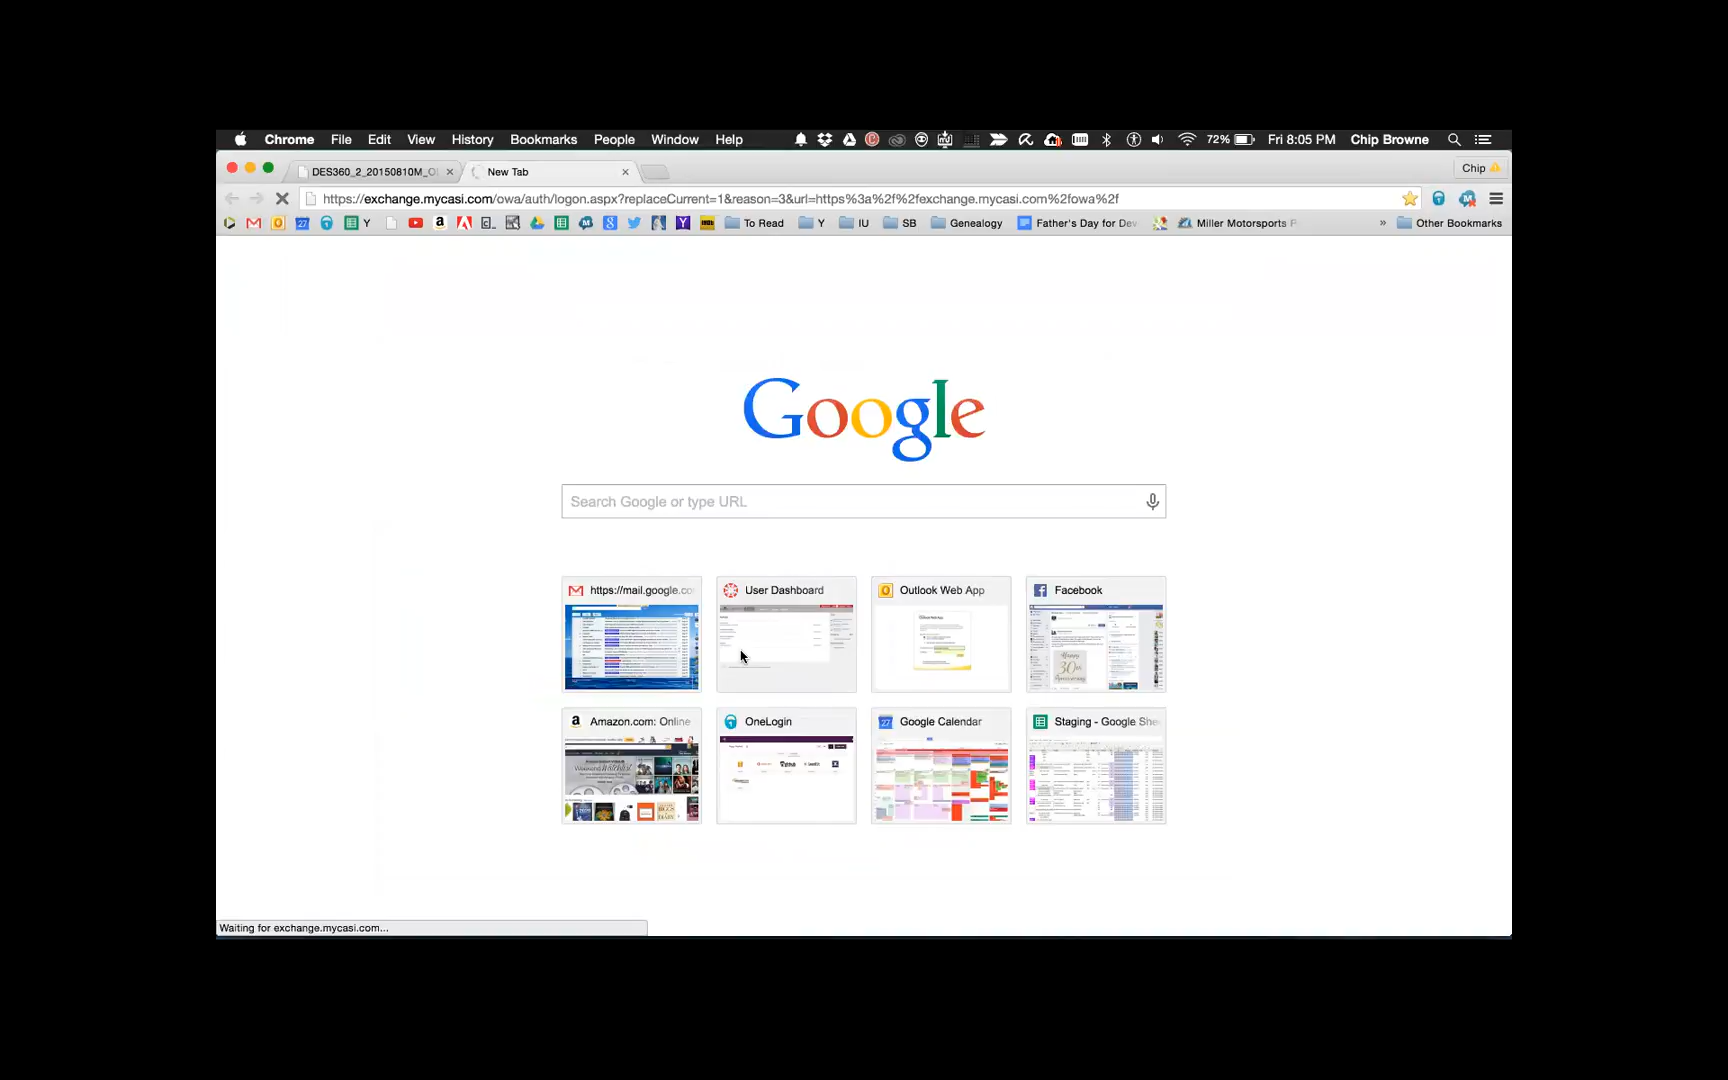 Chrome File Edit View History Bookmarks People Window Help 72% Fri 8:05 PM Chip Browne
DES360_2_20150810M_O New Tab Chip
https://exchange.mycasi.com/owa/auth/logon.aspx?replaceCurrent=1&reason=3&url=https%3a%2f%2fexchange.mycasi.com%2fowa%2f
Y To Read Y IU SB Genealogy Father's Day for Dev Miller Motorsports P » Other Bookmarks
Google
Search Google or type URL
https://mail.google.co User Dashboard Outlook Web App Facebook
Amazon.com: Online OneLogin Google Calendar Staging - Google She
Waiting for exchange.mycasi.com...